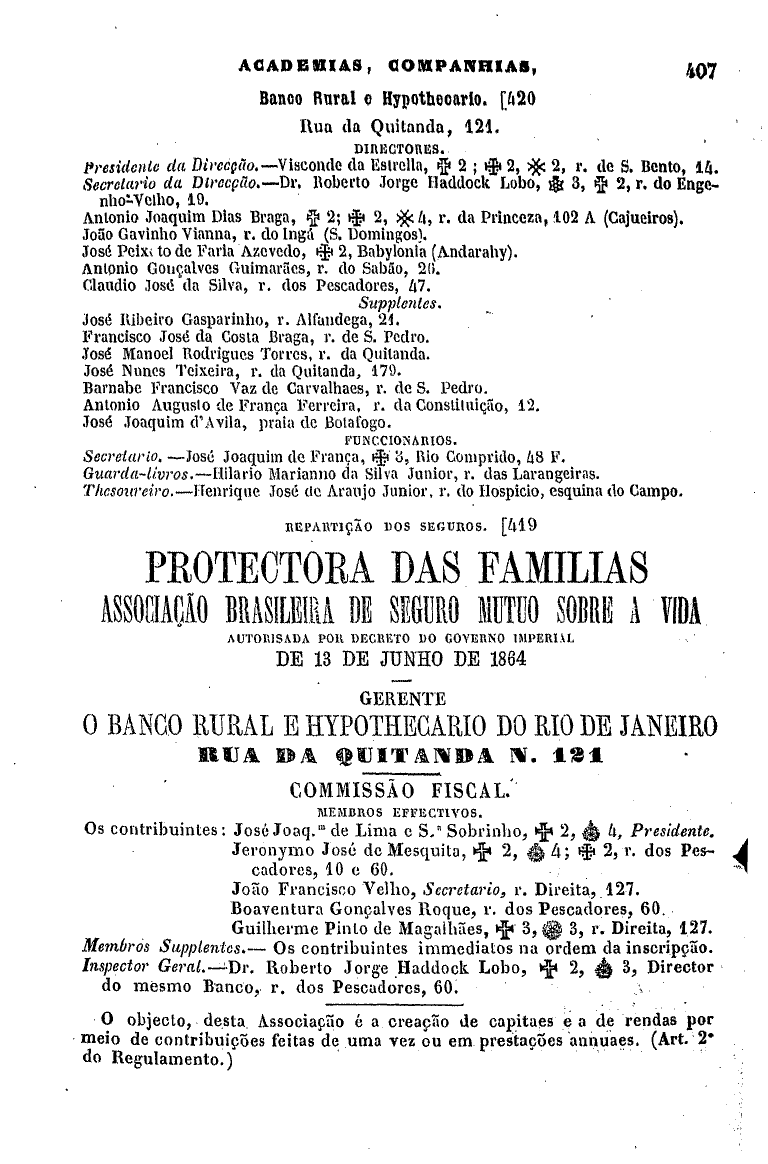 ACADEMIAS, COMPANHIAS, 407
Banco Rural e Hypothecario. [420
Rua da Quitanda, 121.
DIRECTORES.
Presidente da Direcção.—Visconde da Estrella, ✠ 2 ; ✠ 2, ※ 2, r. de S. Bento, 14.
Secretario da Direcção.—Dr. Roberto Jorge Haddock Lobo, 3, ✠ 2, r. do Enge-
nho-Velho, 19.
Antonio Joaquim Dias Braga, ✠ 2; ✠ 2, ※ 4, r. da Princeza, 102 A (Cajueiros).
João Gavinho Vianna, r. do Ingá (S. Domingos).
José Peixoto de Faria Azevedo, ✠ 2, Babylonia (Andarahy).
Antonio Gonçalves Guimarães, r. do Sabão, 26.
Claudio José da Silva, r. dos Pescadores, 47.
Supplentes.
José Ribeiro Gasparinho, r. Alfandega, 21.
Francisco José da Costa Braga, r. de S. Pedro.
José Manoel Rodrigues Torres, r. da Quitanda.
José Nunes Teixeira, r. da Quitanda, 179.
Barnabe Francisco Vaz de Carvalhaes, r. de S. Pedro.
Antonio Augusto de França Ferreira, r. da Constituição, 12.
José Joaquim d'Avila, praia de Botafogo.
FUNCCIONARIOS.
Secretario. —José Joaquim de França, ✠ 3, Rio Comprido, 48 F.
Guarda-livros.—Hilario Marianno da Silva Junior, r. das Larangeiras.
Thesoureiro.—Henrique José de Araujo Junior, r. do Hospicio, esquina do Campo.
REPARTIÇÃO DOS SEGUROS. [419
PROTECTORA DAS FAMILIAS
ASSOCIAÇÃO BRASILEIRA DE SEGURO MUTUO SOBRE A VIDA
AUTORISADA POR DECRETO DO GOVERNO IMPERIAL
DE 13 DE JUNHO DE 1864
GERENTE
O BANCO RURAL E HYPOTHECARIO DO RIO DE JANEIRO
RUA DA QUITANDA N. 121
COMMISSÃO FISCAL.
MEMBROS EFFECTIVOS.
Os contribuintes: José Joaq.m de Lima e S.a Sobrinho, ✠ 2, 4, Presidente.
Jeronymo José de Mesquita, ✠ 2, 4; ✠ 2, r. dos Pes-
cadores, 10 e 60.
João Francisco Velho, Secretario, r. Direita, 127.
Boaventura Gonçalves Roque, r. dos Pescadores, 60.
Guilherme Pinto de Magalhães, ✠ 3, 3, r. Direita, 127.
Membros Supplentes.— Os contribuintes immediatos na ordem da inscripção.
Inspector Geral.—Dr. Roberto Jorge Haddock Lobo, ✠ 2, 3, Director
do mesmo Banco, r. dos Pescadores, 60.
O objecto, desta Associação é a creação de capitaes e a de rendas por
meio de contribuições feitas de uma vez ou em prestações annuaes. (Art. 2º
do Regulamento.)